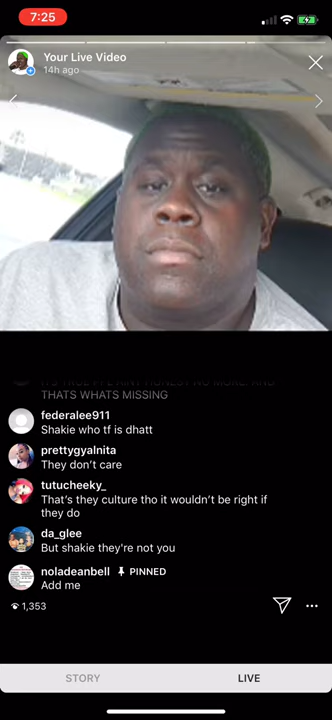 7:25
Your Live Video
14h ago
THATS WHATS MISSING
federalee911
Shakie who tf is dhatt
prettygyalnita
They don't care
tutucheeky_
That's they culture tho it wouldn't be right if
they do
da_glee
But shakie they're not you
noladeanbell PINNED
Add me
1,353
STORY LIVE